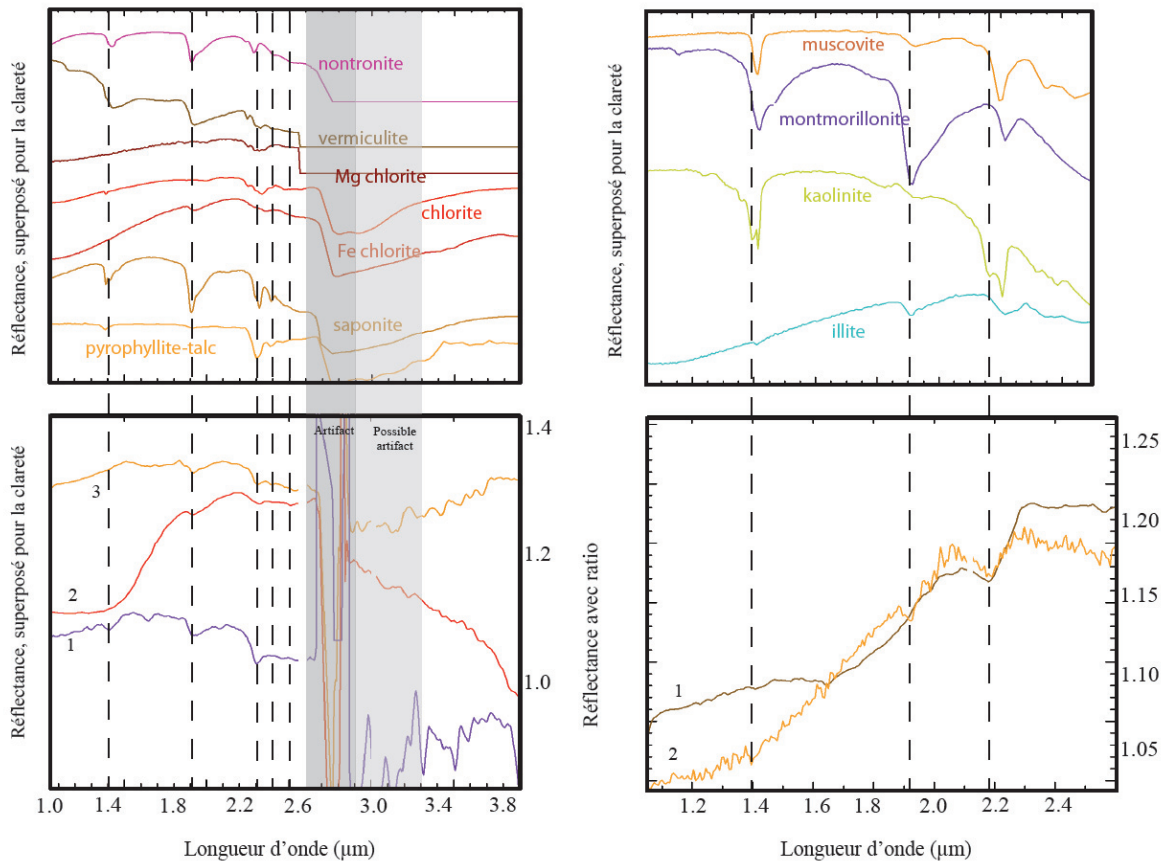 Réflectance, superposé pour la clareté
nontronite
vermiculite
Mg chlorite
chlorite
Fe chlorite
saponite
pyrophyllite-talc
Réflectance, superposé pour la clareté
muscovite
montmorillonite
kaolinite
illite
Réflectance, superposé pour la clareté
Artifact
Possible
artifact
3
2
1
1.4
1.2
1.0
1.0 1.4 1.8 2.2 2.6 3.0 3.4 3.8
Longueur d'onde (μm)
Réflectance avec ratio
1
2
1.25
1.20
1.15
1.10
1.05
1.2 1.4 1.6 1.8 2.0 2.2 2.4
Longueur d'onde (μm)